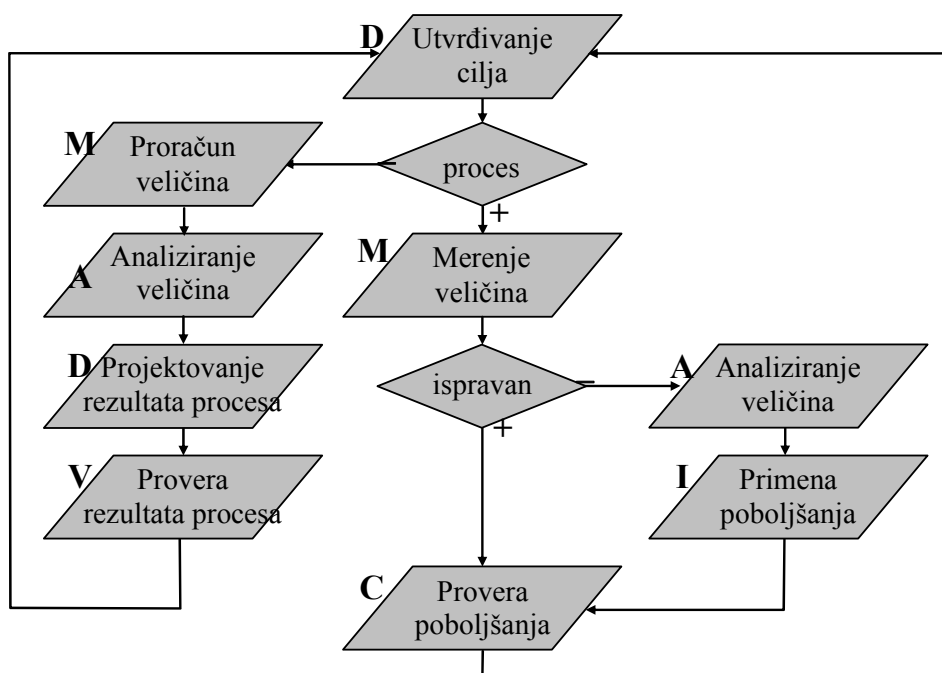 D
Utvrđivanje
cilja
proces
−
+
M
Proračun
veličina
A
Analiziranje
veličina
D
Projektovanje
rezultata procesa
V
Provera
rezultata procesa
M
Merenje
veličina
ispravan
−
+
A
Analiziranje
veličina
I
Primena
poboljšanja
C
Provera
poboljšanja